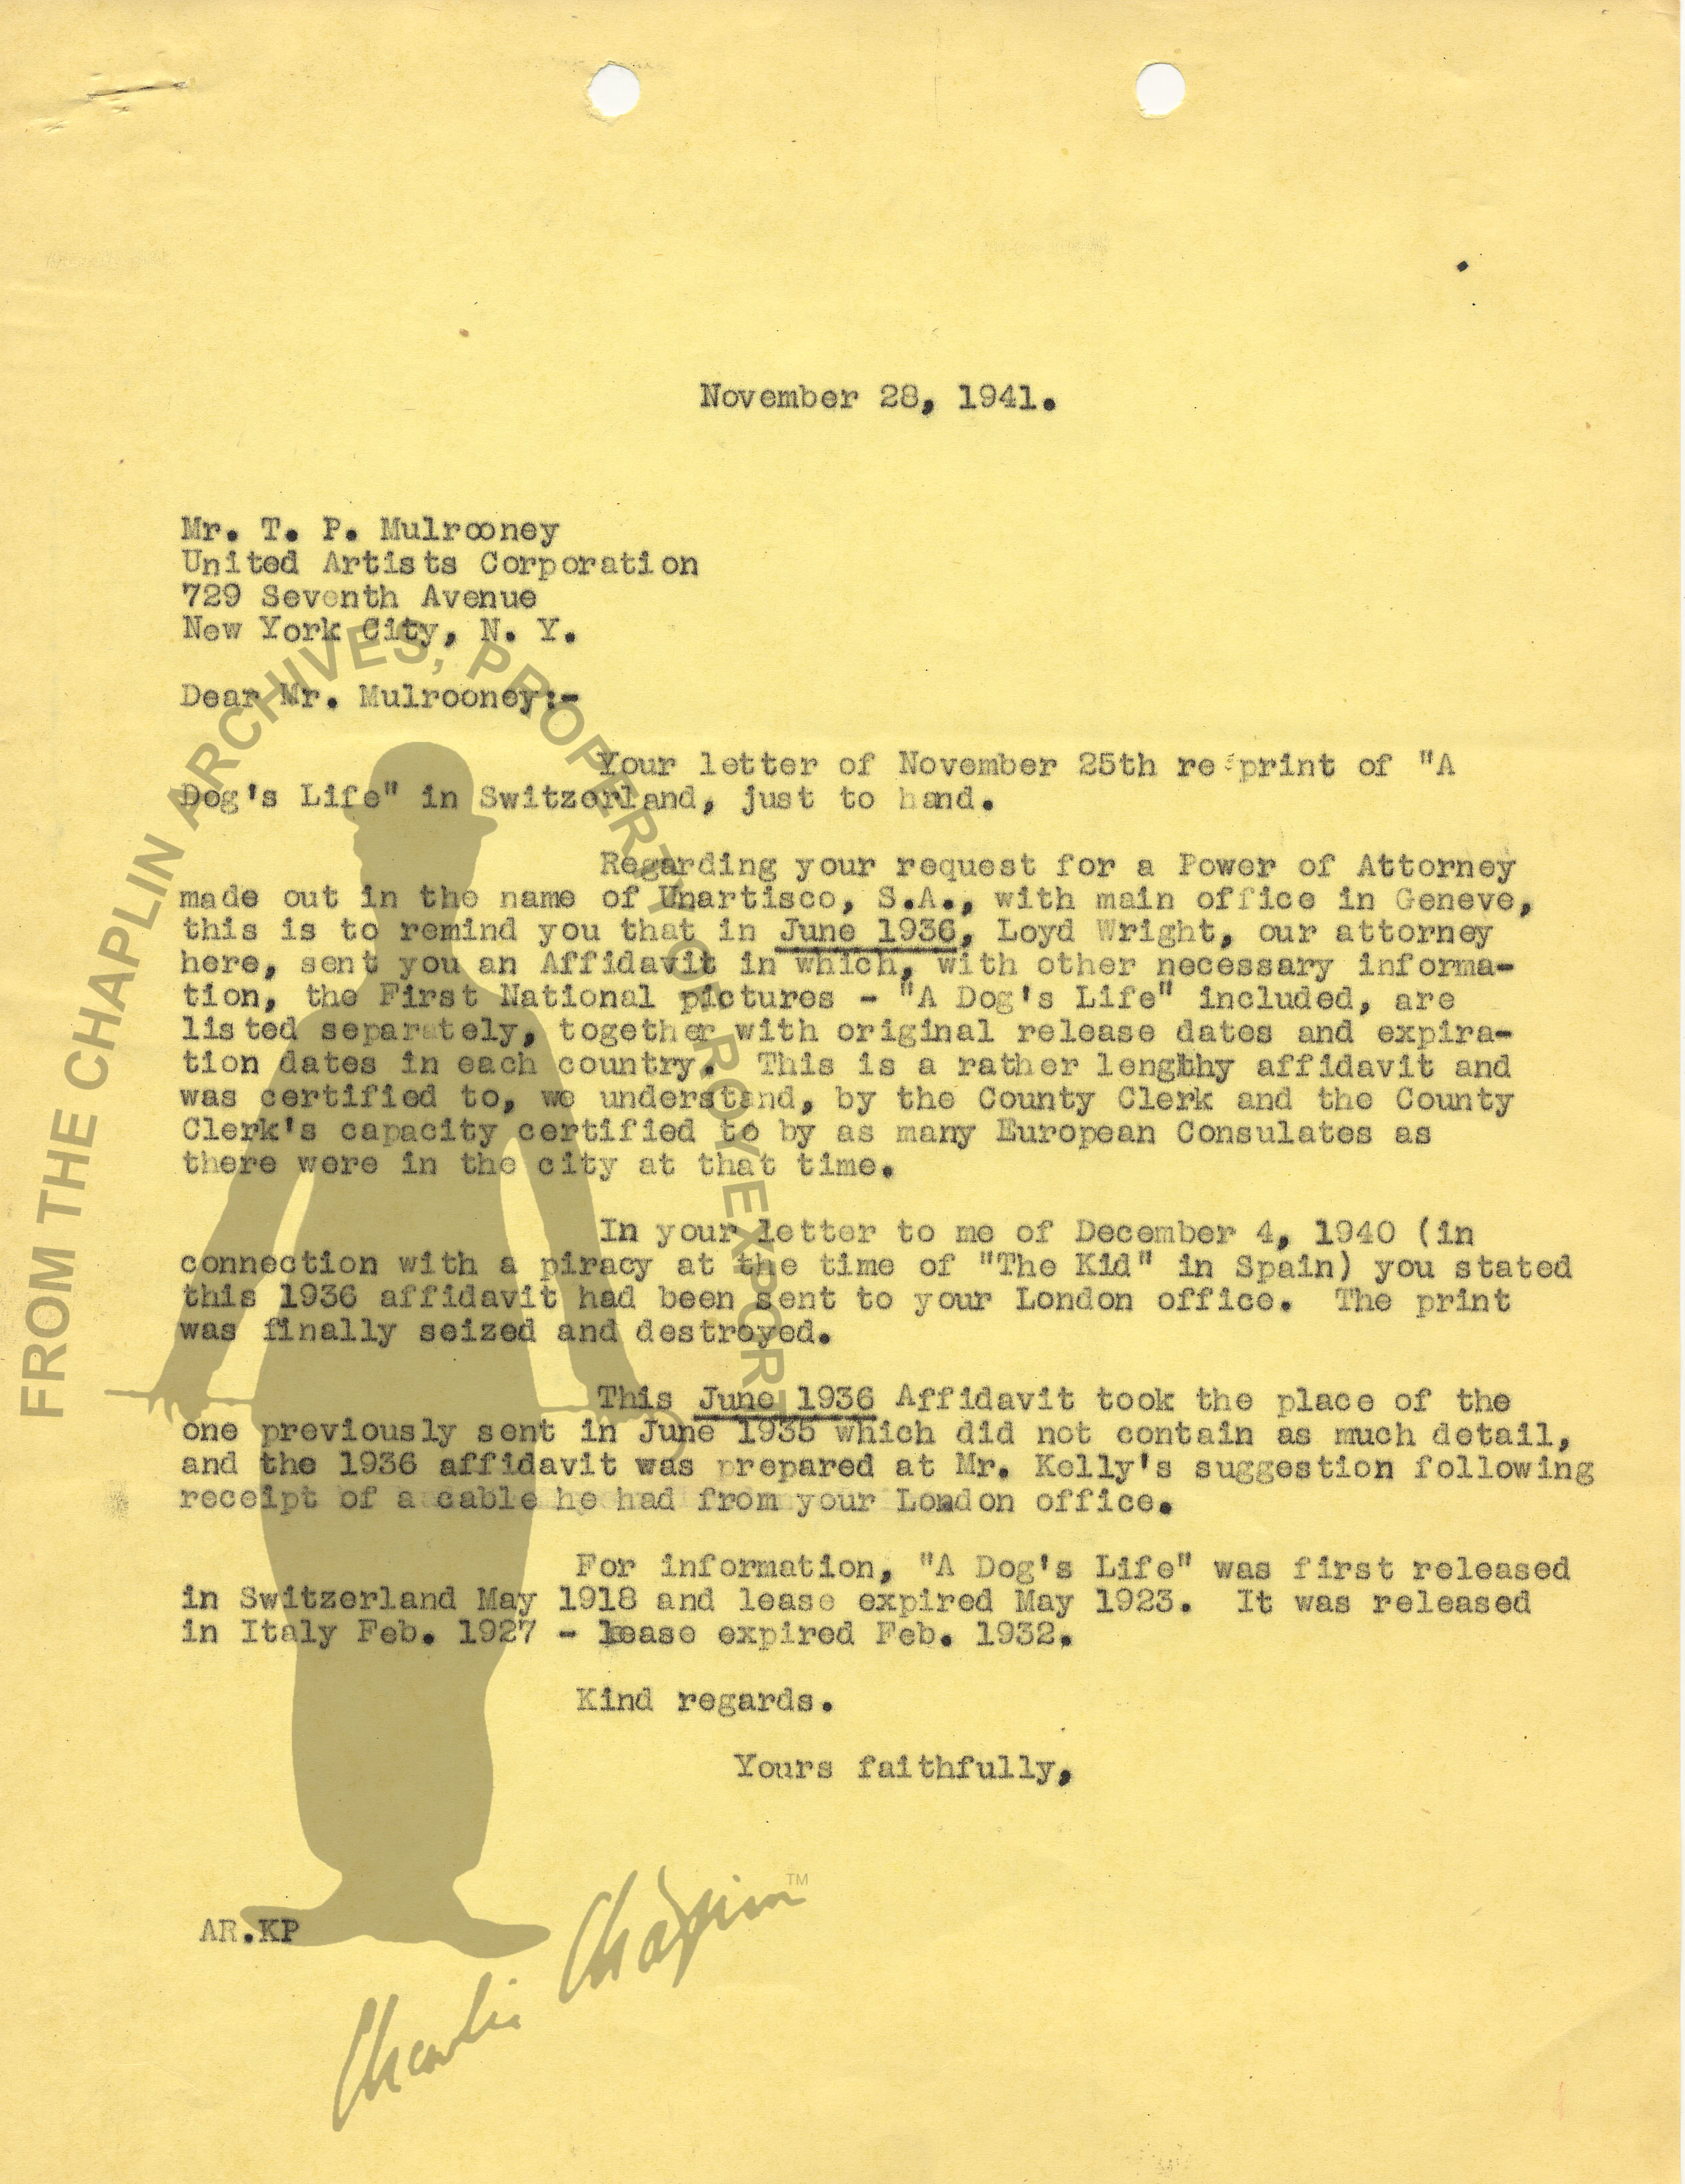 November 28, 1941.
Mr. T. P. Mulrooney
United Artists Corporation
729 Seventh Avenue
New York City, N. Y.
Dear Mr. Mulrooney:-
Your letter of November 25th re print of "A
Dog's Life" in Switzerland, just to hand.
Regarding your request for a Power of Attorney
made out in the name of Unartisco, S.A., with main office in Geneve,
this is to remind you that in June 1936, Loyd Wright, our attorney
here, sent you an Affidavit in which, with other necessary informa-
tion, the First National pictures - "A Dog's Life" included, are
listed separately, together with original release dates and expira-
tion dates in each country. This is a rather lengthy affidavit and
was certified to, we understand, by the County Clerk and the County
Clerk's capacity certified to by as many European Consulates as
there were in the city at that time.
In your letter to me of December 4, 1940 (in
connection with a piracy at the time of "The Kid" in Spain) you stated
this 1936 affidavit had been sent to your London office. The print
was finally seized and destroyed.
This June 1936 Affidavit took the place of the
one previously sent in June 1935 which did not contain as much detail,
and the 1936 affidavit was prepared at Mr. Kelly's suggestion following
receipt of a cable he had from your London office.
For information, "A Dog's Life" was first released
in Switzerland May 1918 and lease expired May 1923. It was released
in Italy Feb. 1927 - lease expired Feb. 1932.
Kind regards.
Yours faithfully,
AR.KP
FROM THE CHAPLIN ARCHIVES, PROPERTY OF ROY EXPORT
Charlie Chaplin TM